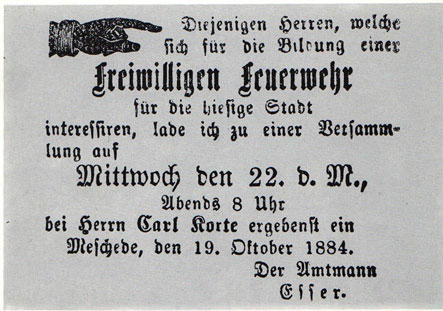 Diejenigen Herren, welche
sich für die Bildung einer
Freiwilligen Feuerwehr
für die hiesige Stadt
interessiren, lade ich zu einer Versamm-
lung auf
Mittwoch den 22. d. M.,
Abends 8 Uhr
bei Herrn Carl Korte ergebenst ein
Meschede, den 19. Oktober 1884.
Der Amtmann
Esser.